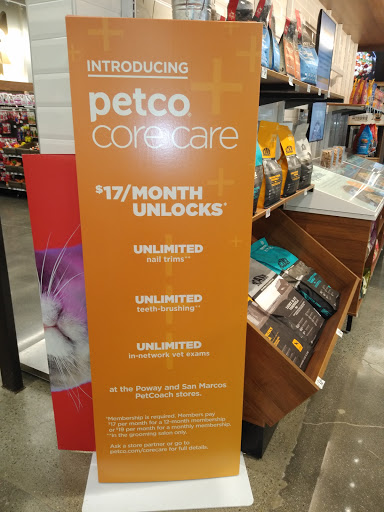 INTRODUCING
petco
core care
$17/MONTH
UNLOCKS*
UNLIMITED
nail trims**
UNLIMITED
teeth-brushing**
UNLIMITED
in-network vet exams
at the Poway and San Marcos
PetCoach stores.
*Membership is required. Members pay
$17 per month for a 12-month membership,
or $19 per month for a monthly membership.
**In the grooming salon only.
Ask a store partner or go to
petco.com/corecare for full details.